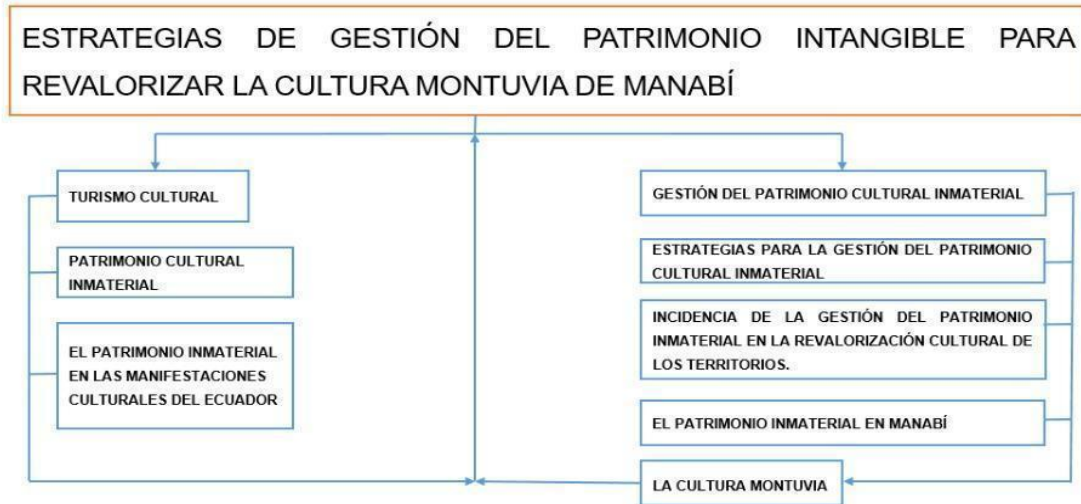 ESTRATEGIAS DE GESTIÓN DEL PATRIMONIO INTANGIBLE PARA
REVALORIZAR LA CULTURA MONTUVIA DE MANABÍ
TURISMO CULTURAL
PATRIMONIO CULTURAL
INMATERIAL
EL PATRIMONIO INMATERIAL
EN LAS MANIFESTACIONES
CULTURALES DEL ECUADOR
GESTIÓN DEL PATRIMONIO CULTURAL INMATERIAL
ESTRATEGIAS PARA LA GESTIÓN DEL PATRIMONIO
CULTURAL INMATERIAL
INCIDENCIA DE LA GESTIÓN DEL PATRIMONIO
INMATERIAL EN LA REVALORIZACIÓN CULTURAL DE
LOS TERRITORIOS.
EL PATRIMONIO INMATERIAL EN MANABÍ
LA CULTURA MONTUVIA